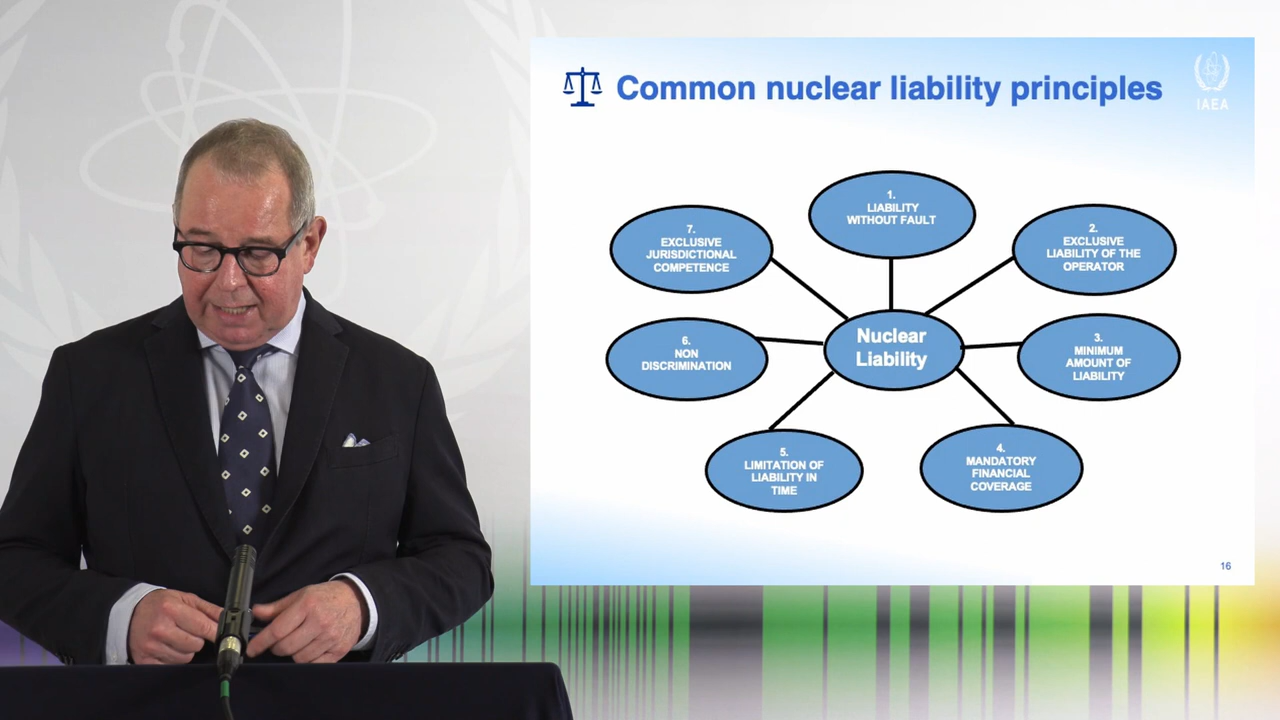 Common nuclear liability principles
IAEA
1.
LIABILITY
WITHOUT FAULT
2.
EXCLUSIVE
LIABILITY OF THE
OPERATOR
3.
MINIMUM
AMOUNT OF
LIABILITY
4.
MANDATORY
FINANCIAL
COVERAGE
5.
LIMITATION OF
LIABILITY IN
TIME
6.
NON
DISCRIMINATION
7.
EXCLUSIVE
JURISDICTIONAL
COMPETENCE
Nuclear
Liability
16